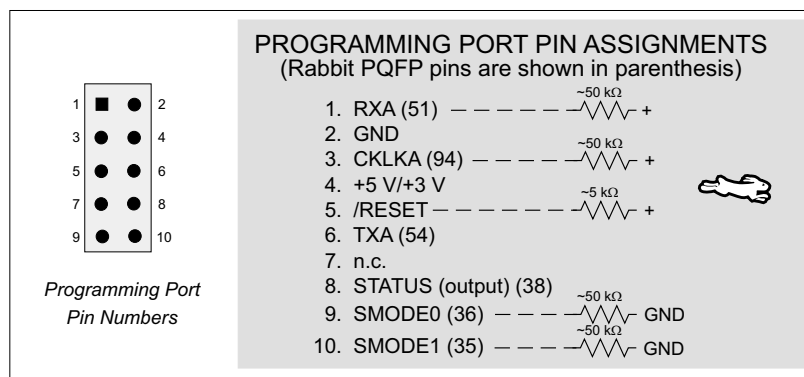 PROGRAMMING PORT PIN ASSIGNMENTS
(Rabbit PQFP pins are shown in parenthesis)
1 2
3 4
5 6
7 8
9 10
Programming Port
Pin Numbers
~50 kΩ
1. RXA (51) +
2. GND
~50 kΩ
3. CKLKA (94) +
4. +5 V/+3 V
~5 kΩ
5. /RESET +
6. TXA (54)
7. n.c.
8. STATUS (output) (38)
~50 kΩ
9. SMODE0 (36) GND
~50 kΩ
10. SMODE1 (35) GND